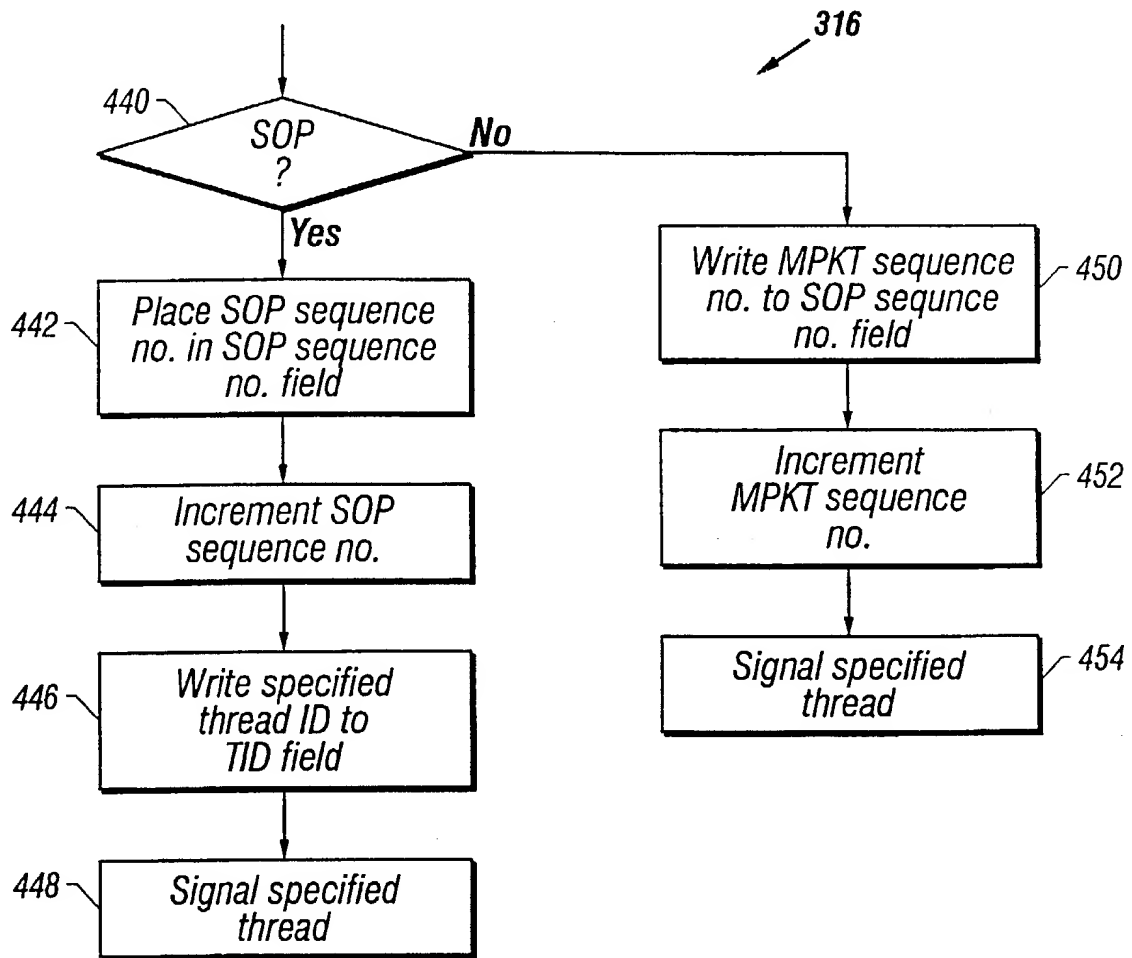 316
440
SOP
?
No
Yes
442
Place SOP sequence
no. in SOP sequence
no. field
444
Increment SOP
sequence no.
446
Write specified
thread ID to
TID field
448
Signal specified
thread
Write MPKT sequence
no. to SOP sequnce
no. field
450
Increment
MPKT sequence
no.
452
Signal specified
thread
454